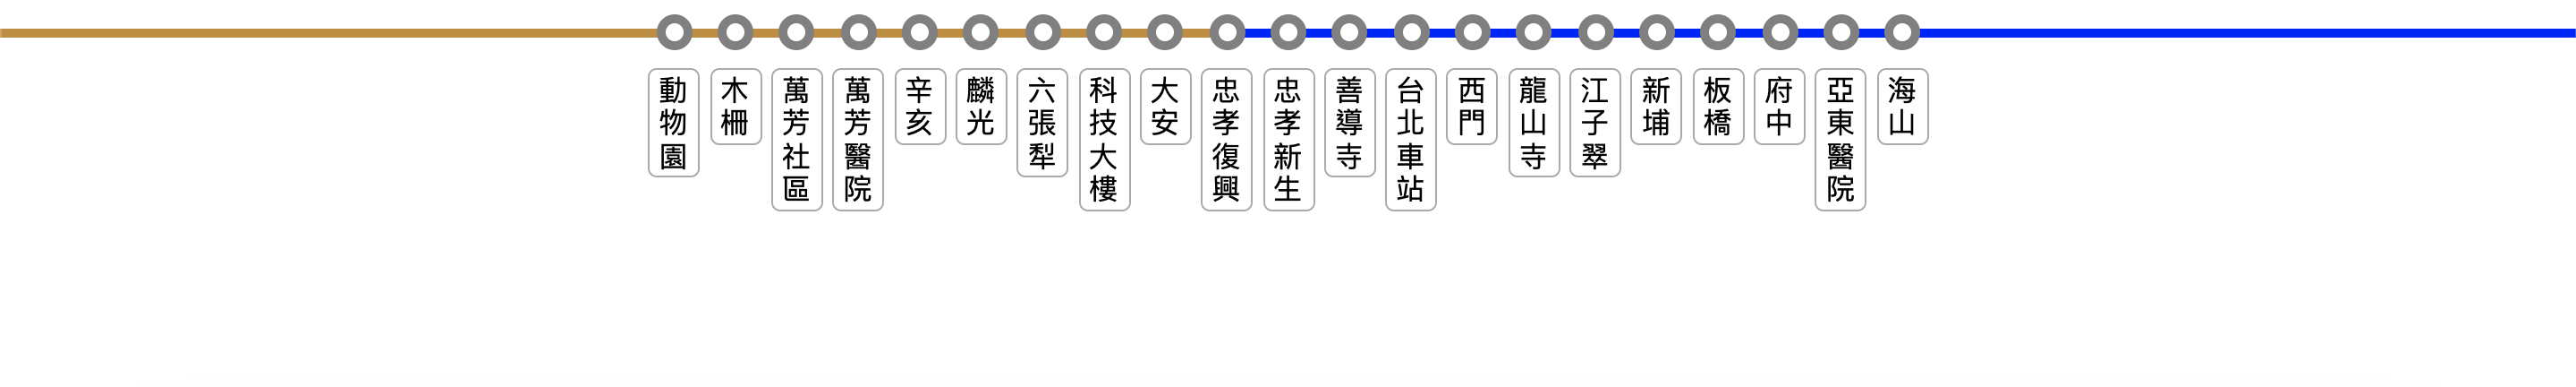 動物園
木柵
萬芳社區
萬芳醫院
辛亥
麟光
六張犁
科技大樓
大安
忠孝復興
忠孝新生
善導寺
台北車站
西門
龍山寺
江子翠
新埔
板橋
府中
亞東醫院
海山